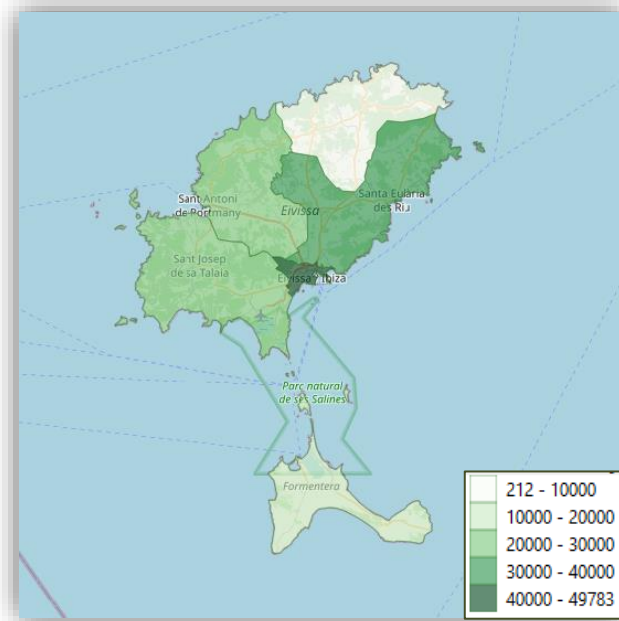 Sant Antoni
de Portmany
Eivissa
Santa Eulària
des Riu
Sant Josep
de sa Talaia
Eivissa / Ibiza
Parc natural
de ses Salines
Formentera
212 - 10000
10000 - 20000
20000 - 30000
30000 - 40000
40000 - 49783